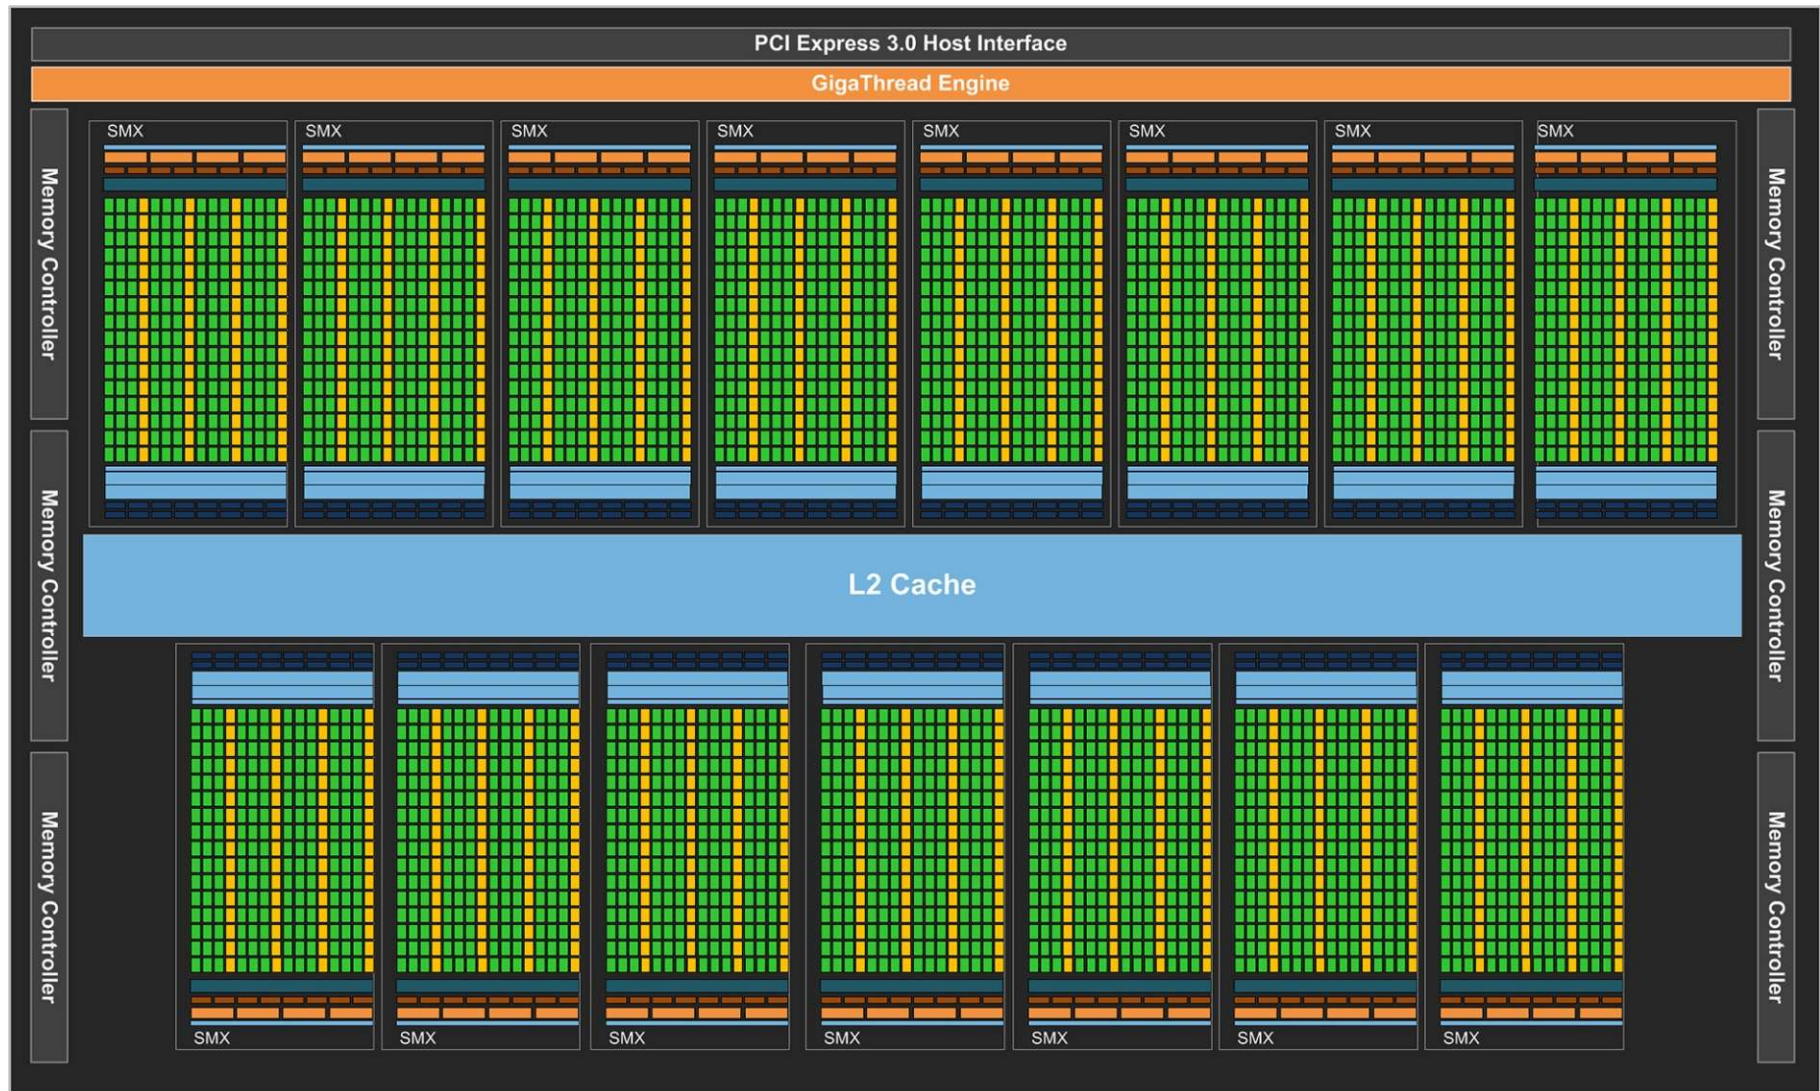 PCI Express 3.0 Host Interface
GigaThread Engine
SMX
SMX
SMX
SMX
SMX
SMX
SMX
SMX
Memory Controller
Memory Controller
Memory Controller
Memory Controller
L2 Cache
Memory Controller
Memory Controller
SMX
SMX
SMX
SMX
SMX
SMX
SMX